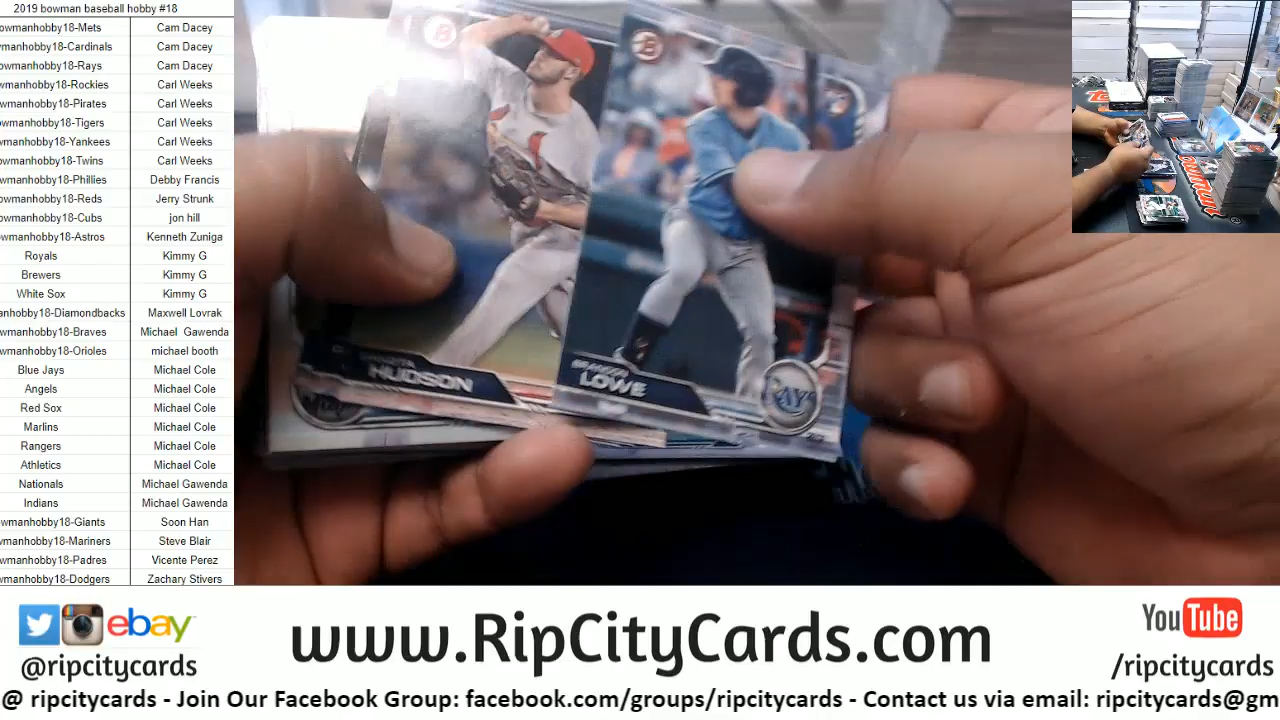 2019 bowman baseball hobby #18
owmanhobby18-Mets Cam Dacey
wmanhobby18-Cardinals Cam Dacey
owmanhobby18-Rays Cam Dacey
wmanhobby18-Rockies Carl Weeks
wmanhobby18-Pirates Carl Weeks
wmanhobby18-Tigers Carl Weeks
manhobby18-Yankees Carl Weeks
wmanhobby18-Twins Carl Weeks
wmanhobby18-Phillies Debby Francis
wmanhobby18-Reds Jerry Strunk
owmanhobby18-Cubs jon hill
wmanhobby18-Astros Kenneth Zuniga
Royals Kimmy G
Brewers Kimmy G
White Sox Kimmy G
anhobby18-Diamondbacks Maxwell Lovrak
wmanhobby18-Braves Michael Gawenda
wmanhobby18-Orioles michael booth
Blue Jays Michael Cole
Angels Michael Cole
Red Sox Michael Cole
Marlins Michael Cole
Rangers Michael Cole
Athletics Michael Cole
Nationals Michael Gawenda
Indians Michael Gawenda
wmanhobby18-Giants Soon Han
manhobby18-Mariners Steve Blair
wmanhobby18-Padres Vicente Perez
wmanhobby18-Dodgers Zachary Stivers
HUDSON
BRANDON
LOWE
RAYS
ebay
@ripcitycards
www.RipCityCards.com
YouTube
/ripcitycards
@ ripcitycards - Join Our Facebook Group: facebook.com/groups/ripcitycards - Contact us via email: ripcitycards@gm